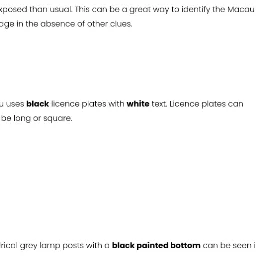 xposed than usual. This can be a great way to identify the Macau
age in the absence of other clues.
u uses black licence plates with white text. Licence plates can
be long or square.
rical grey lamp posts with a black painted bottom can be seen i